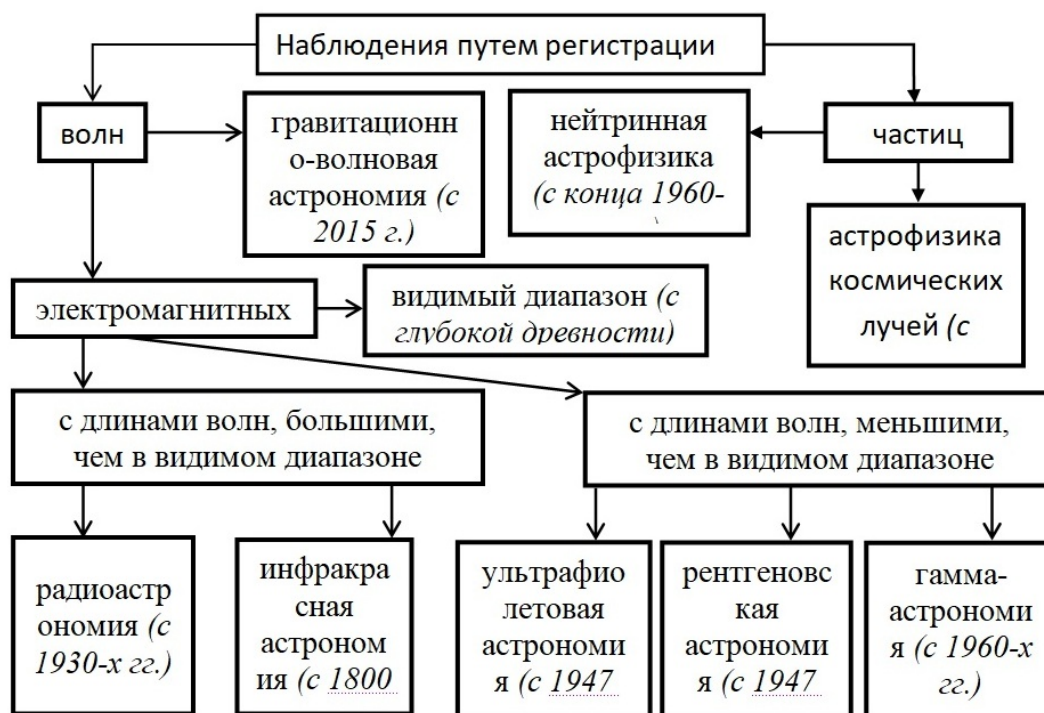 Наблюдения путем регистрации
волн
гравитационн
о-волновая
астрономия (с
2015 г.)
нейтринная
астрофизика
(с конца 1960-
частиц
астрофизика
космических
лучей (с
электромагнитных
видимый диапазон (с
глубокой древности)
с длинами волн, большими,
чем в видимом диапазоне
с длинами волн, меньшими,
чем в видимом диапазоне
радиоастр
ономия (с
1930-х гг.)
инфракра
сная
астроном
ия (с 1800
ультрафио
летовая
астрономи
я (с 1947
рентгеновс
кая
астрономи
я (с 1947
гамма-
астрономи
я (с 1960-х
гг.)